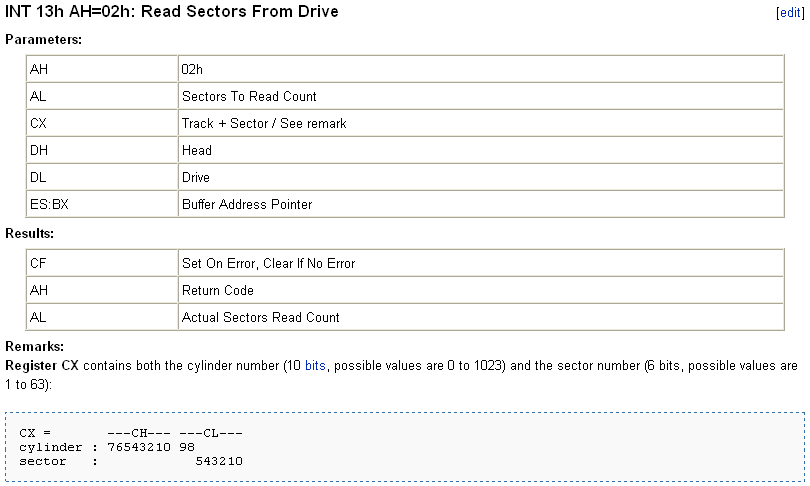 INT 13h AH=02h: Read Sectors From Drive [edit]
Parameters:
AH 02h
AL Sectors To Read Count
CX Track + Sector / See remark
DH Head
DL Drive
ES:BX Buffer Address Pointer
Results:
CF Set On Error, Clear If No Error
AH Return Code
AL Actual Sectors Read Count
Remarks:
Register CX contains both the cylinder number (10 bits, possible values are 0 to 1023) and the sector number (6 bits, possible values are
1 to 63):
CX =       ---CH--- ---CL---
cylinder : 76543210 98
sector   :            543210